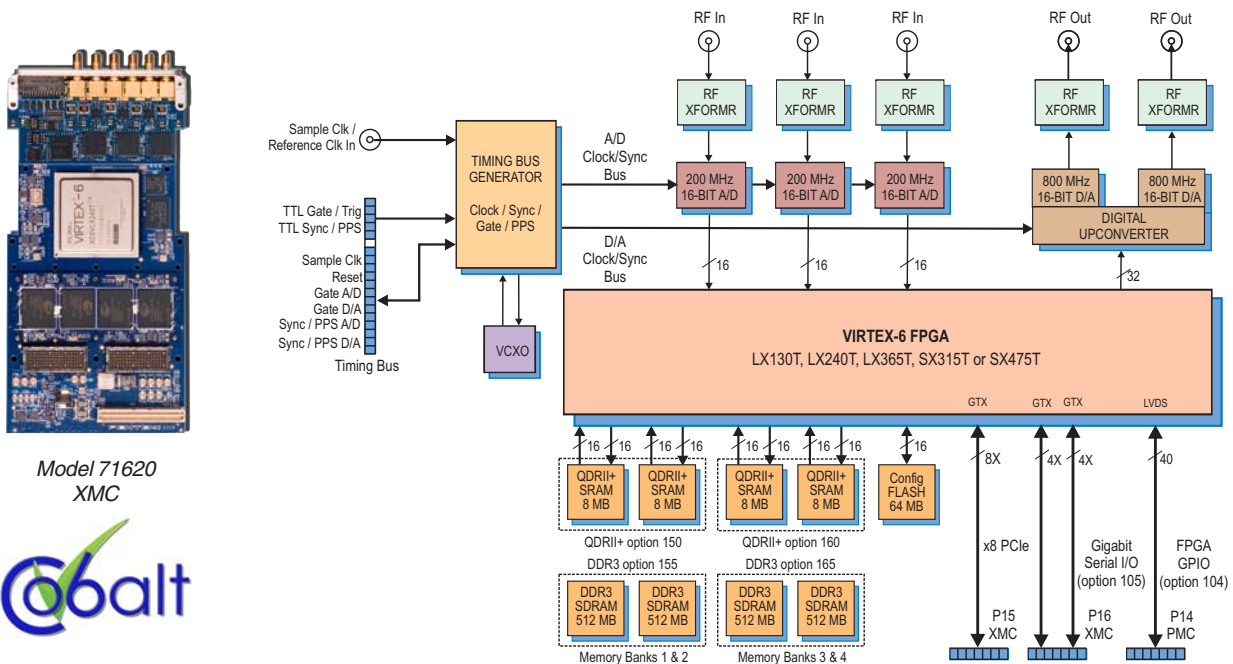 RF In
RF In
RF In
RF Out
RF Out
RF
XFORMR
RF
XFORMR
RF
XFORMR
RF
XFORMR
RF
XFORMR
Sample Clk /
Reference Clk In
TIMING BUS
GENERATOR
Clock / Sync /
Gate / PPS
A/D
Clock/Sync
Bus
200 MHz
16-BIT A/D
200 MHz
16-BIT A/D
200 MHz
16-BIT A/D
800 MHz
16-BIT D/A
800 MHz
16-BIT D/A
DIGITAL
UPCONVERTER
TTL Gate / Trig
TTL Sync / PPS
Sample Clk
Reset
Gate A/D
Gate D/A
Sync / PPS A/D
Sync / PPS D/A
Timing Bus
D/A
Clock/Sync
Bus
VCXO
16
16
16
32
VIRTEX-6
VIRTEX-6 FPGA
LX130T, LX240T, LX365T, SX315T or SX475T
GTX
GTX
GTX
LVDS
16
16
16
16
16
16
16
16
16
8X
4X
4X
40
QDRII+
SRAM
8 MB
QDRII+
SRAM
8 MB
QDRII+
SRAM
8 MB
QDRII+
SRAM
8 MB
Config
FLASH
64 MB
QDRII+ option 150
QDRII+ option 160
DDR3 option 155
DDR3 option 165
DDR3
SDRAM
512 MB
DDR3
SDRAM
512 MB
DDR3
SDRAM
512 MB
DDR3
SDRAM
512 MB
Memory Banks 1 & 2
Memory Banks 3 & 4
x8 PCIe
Gigabit
Serial I/O
(option 105)
FPGA
GPIO
(option 104)
P15
XMC
P16
XMC
P14
PMC
Model 71620
XMC
Cobalt